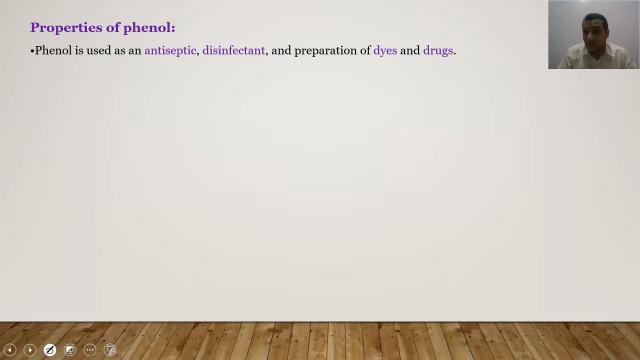 Properties of phenol:
•Phenol is used as an antiseptic, disinfectant, and preparation of dyes and drugs.